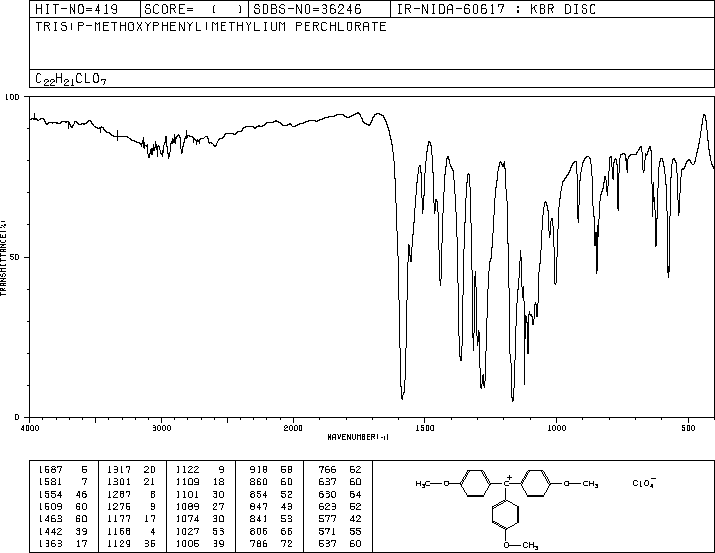 HIT-NO=419 SCORE= ( ) SDBS-NO=36246 IR-NIDA-60617 : KBR DISC
TRIS(P-METHOXYPHENYL)METHYLIUM PERCHLORATE
C22H21CLO7
100
50
0
TRANSMITTANCE(%)
4000 3000 2000 1500 1000 500
WAVENUMBER(-1)
1587 5 1317 20 1122 9 918 58 766 62
1581 7 1301 21 1109 18 860 60 637 60
1554 46 1287 8 1101 30 854 52 630 64
1509 60 1276 9 1089 27 847 43 623 52
1463 60 1177 17 1074 30 841 53 577 42
1442 39 1168 4 1027 53 806 66 571 55
1363 17 1129 36 1006 39 786 72 537 60
H3C O C + O CH3 ClO4 −
O CH3